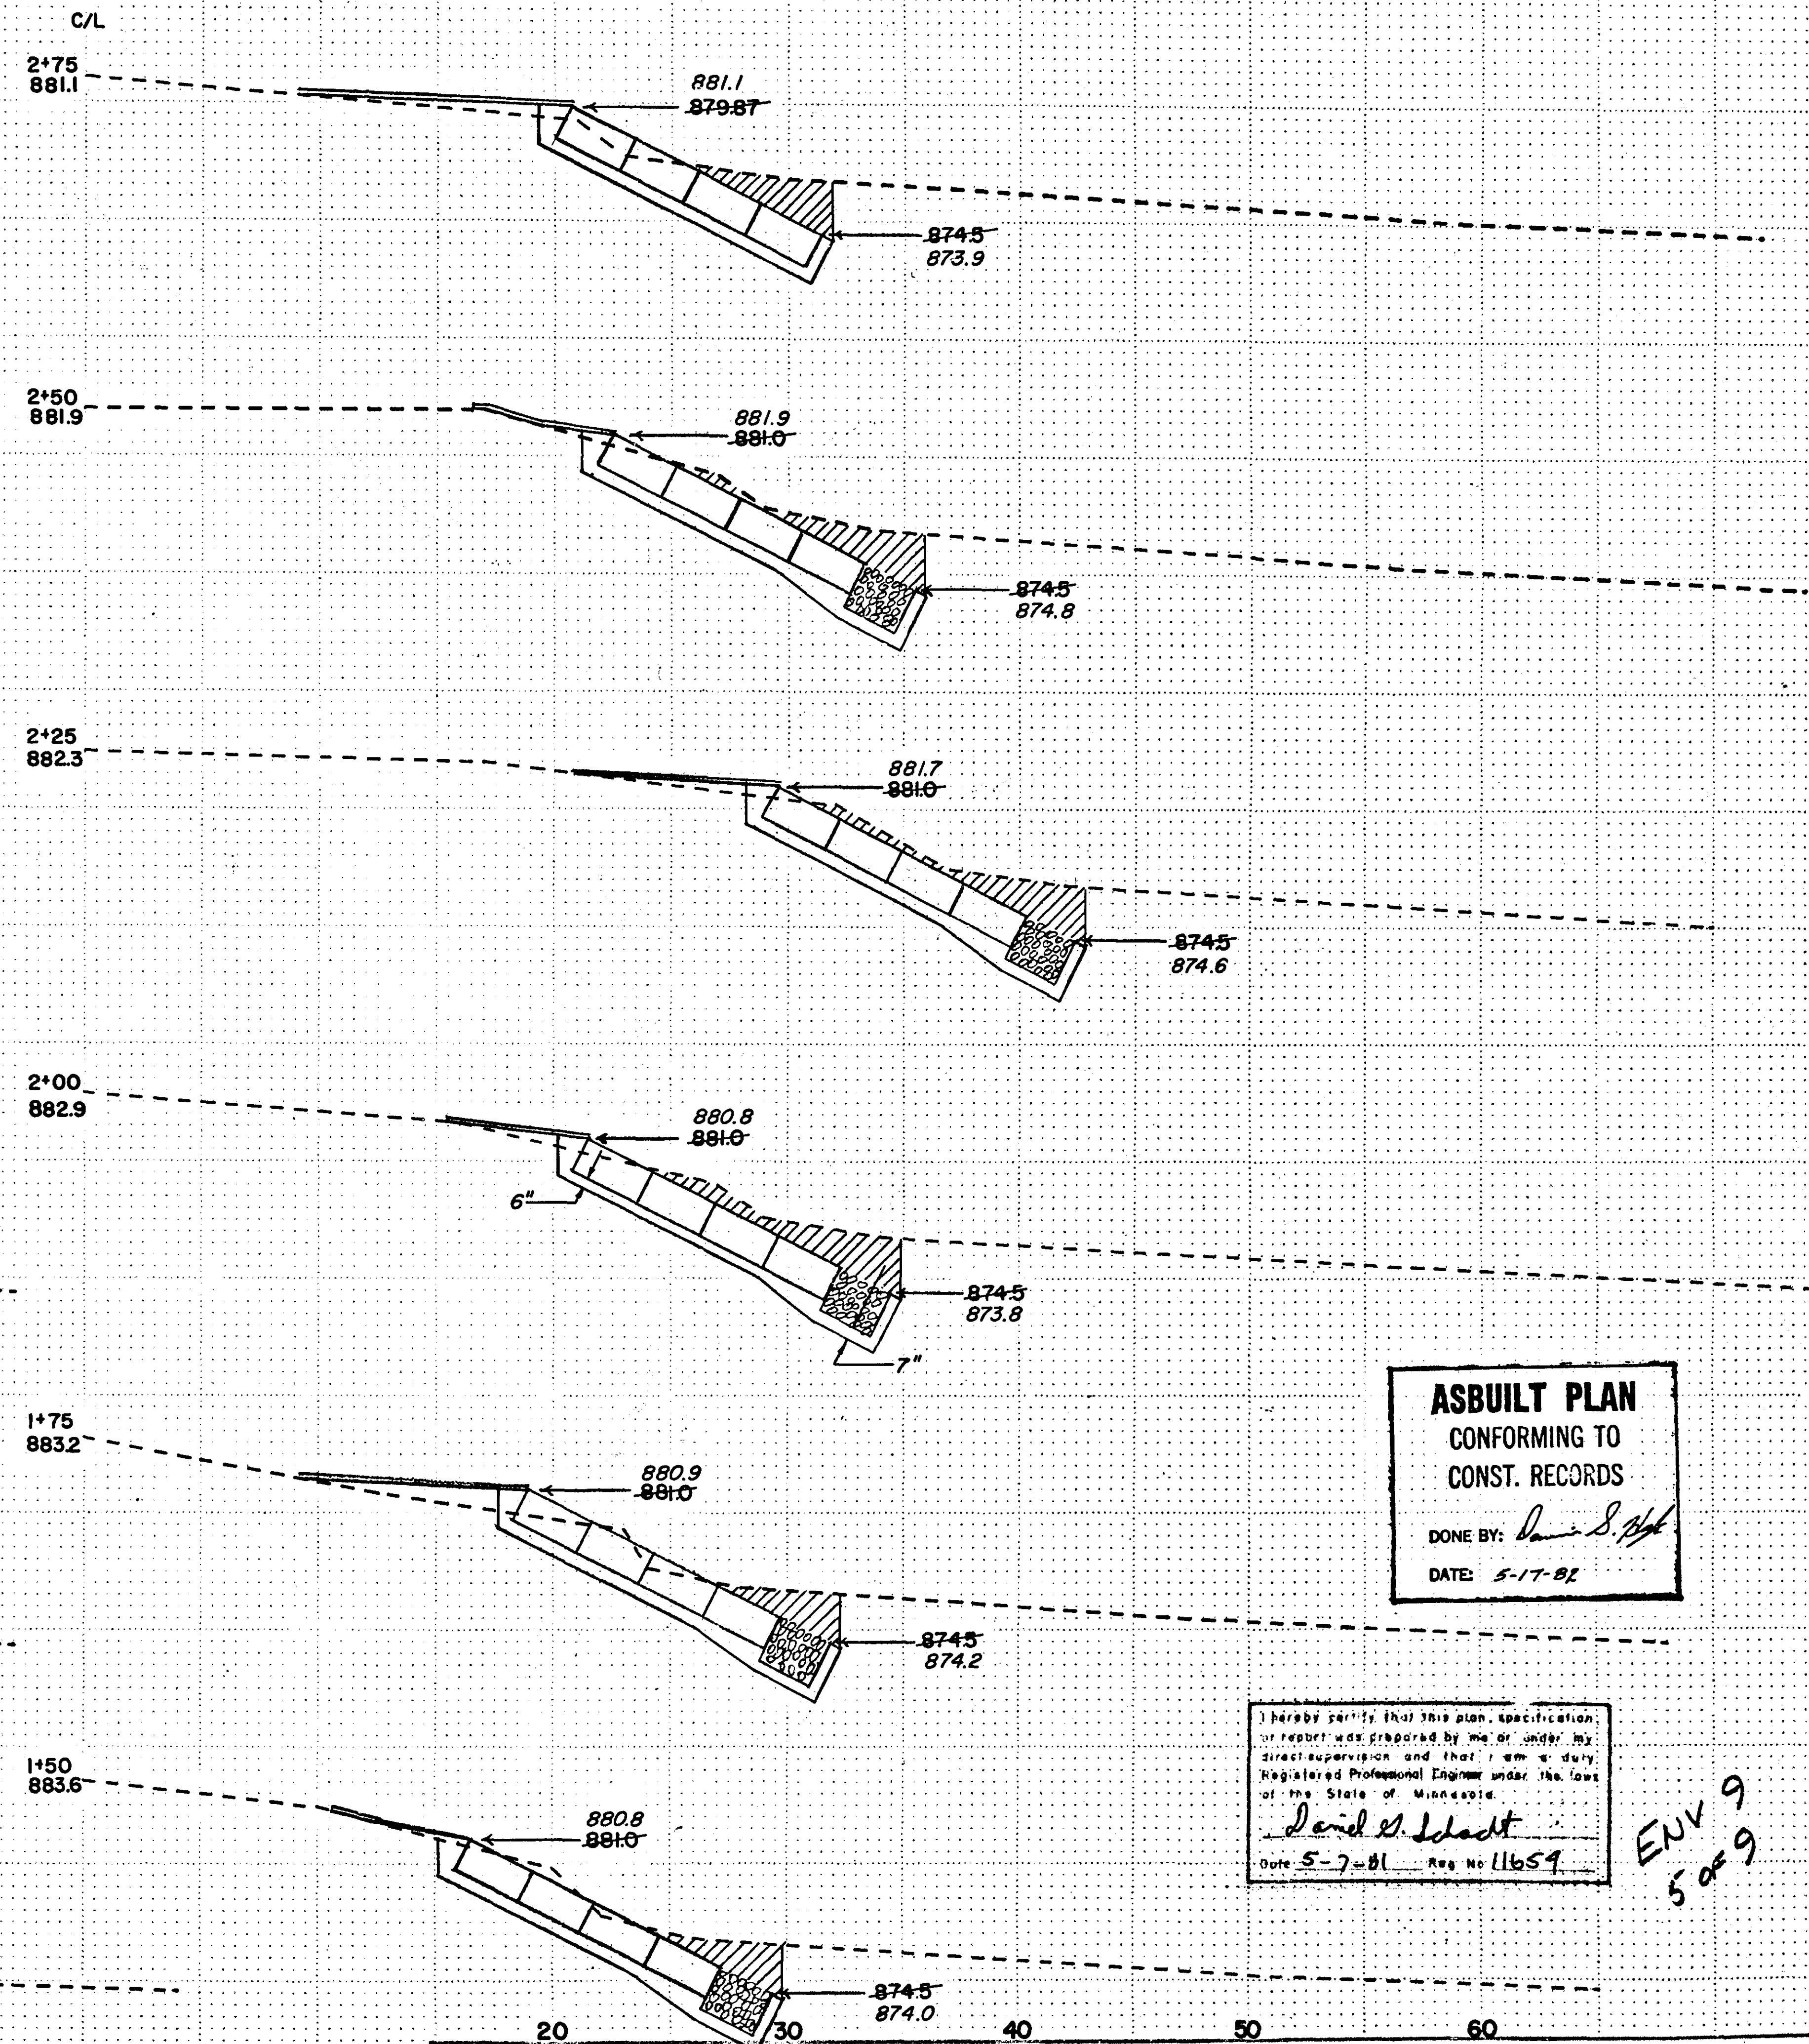 C/L
2+75
881.1
881.1
879.87
874.5
873.9
2+50
881.9
881.9
881.0
874.5
874.8
2+25
882.3
881.7
881.0
874.5
874.6
2+00
882.9
880.8
881.0
6"
874.5
873.8
7"
1+75
883.2
880.9
881.0
874.5
874.2
1+50
883.6
880.8
881.0
874.5
874.0
20 30 40 50 60
ASBUILT PLAN
CONFORMING TO
CONST. RECORDS
DONE BY:
DATE: 5-17-82
I hereby certify that this plan, specification
or report was prepared by me or under my
direct supervision and that I am a duly
Registered Professional Engineer under the laws
of the State of Minnesota.
Daniel S. Schadt
Date 5-7-81 Reg No 11659
ENV 9
5 OF 9